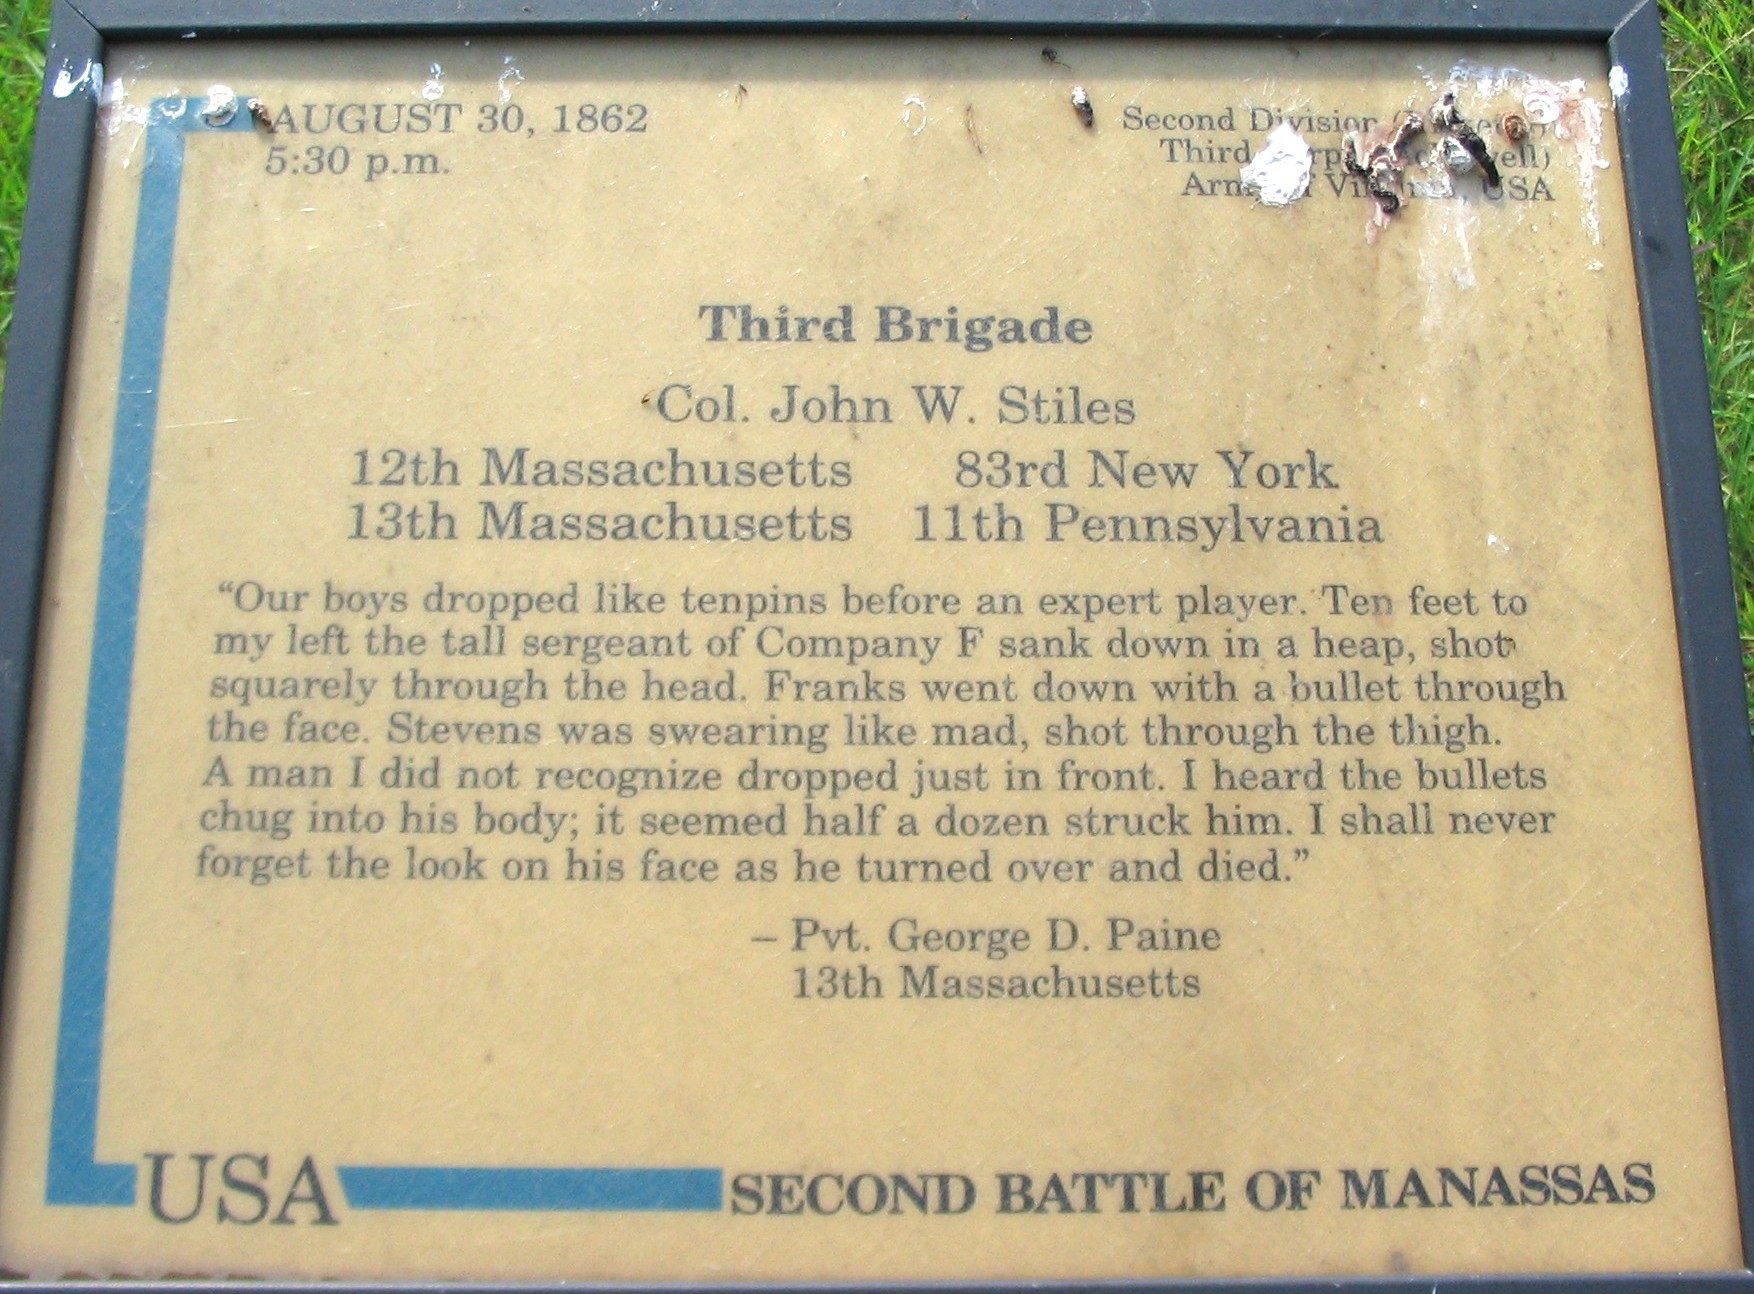 AUGUST 30, 1862
5:30 p.m.
Second Division
Third
Army of Virginia, USA
Third Brigade
Col. John W. Stiles
12th Massachusetts 83rd New York
13th Massachusetts 11th Pennsylvania
“Our boys dropped like tenpins before an expert player. Ten feet to
my left the tall sergeant of Company F sank down in a heap, shot
squarely through the head. Franks went down with a bullet through
the face. Stevens was swearing like mad, shot through the thigh.
A man I did not recognize dropped just in front. I heard the bullets
chug into his body; it seemed half a dozen struck him. I shall never
forget the look on his face as he turned over and died.”
– Pvt. George D. Paine
13th Massachusetts
USA
SECOND BATTLE OF MANASSAS